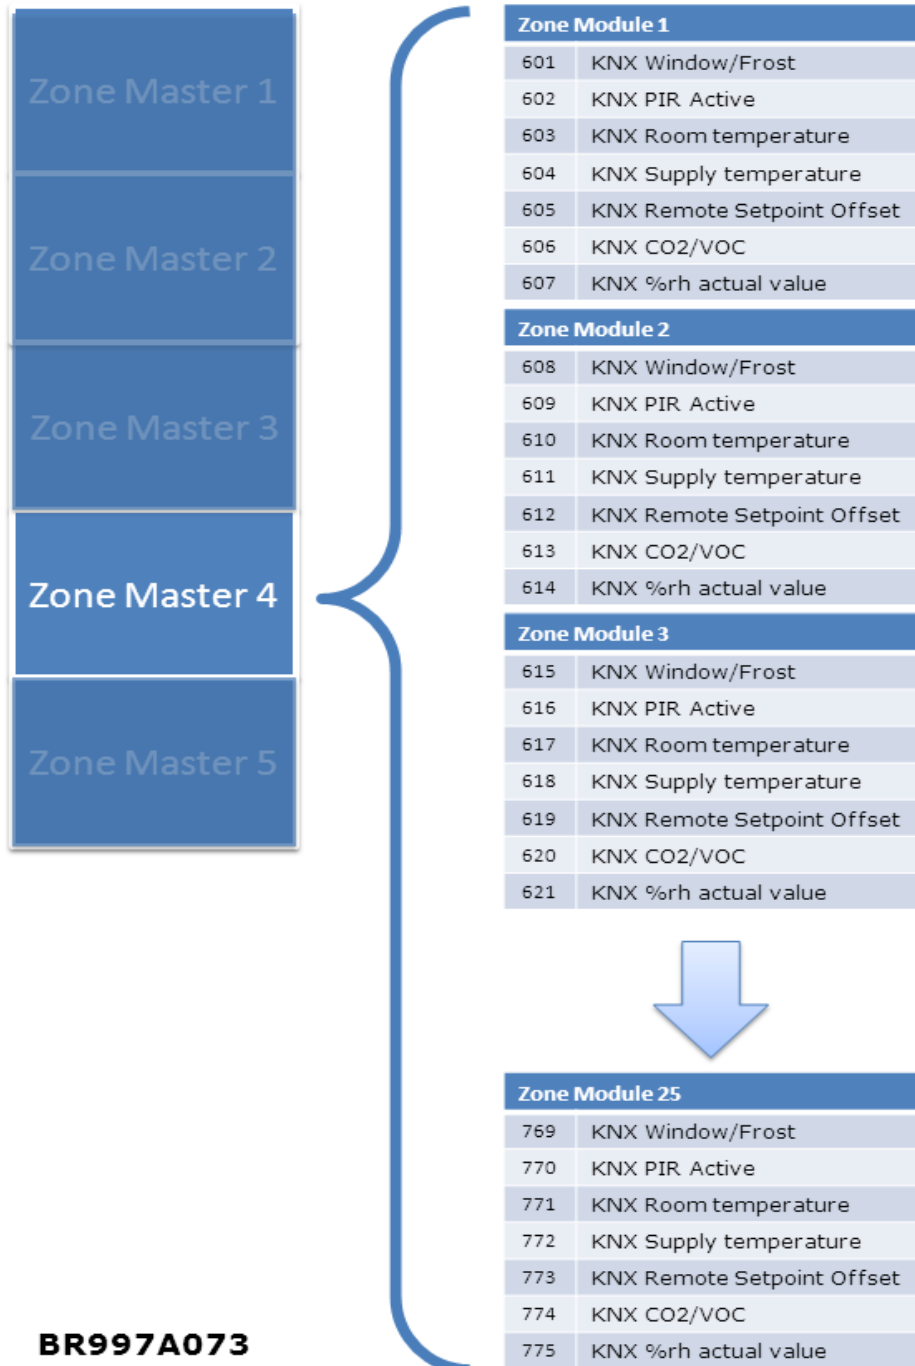 Zone Master 1
Zone Master 2
Zone Master 3
Zone Master 4
Zone Master 5
BR997A073
Zone Module 1
601 KNX Window/Frost
602 KNX PIR Active
603 KNX Room temperature
604 KNX Supply temperature
605 KNX Remote Setpoint Offset
606 KNX CO2/VOC
607 KNX %rh actual value
Zone Module 2
608 KNX Window/Frost
609 KNX PIR Active
610 KNX Room temperature
611 KNX Supply temperature
612 KNX Remote Setpoint Offset
613 KNX CO2/VOC
614 KNX %rh actual value
Zone Module 3
615 KNX Window/Frost
616 KNX PIR Active
617 KNX Room temperature
618 KNX Supply temperature
619 KNX Remote Setpoint Offset
620 KNX CO2/VOC
621 KNX %rh actual value
Zone Module 25
769 KNX Window/Frost
770 KNX PIR Active
771 KNX Room temperature
772 KNX Supply temperature
773 KNX Remote Setpoint Offset
774 KNX CO2/VOC
775 KNX %rh actual value